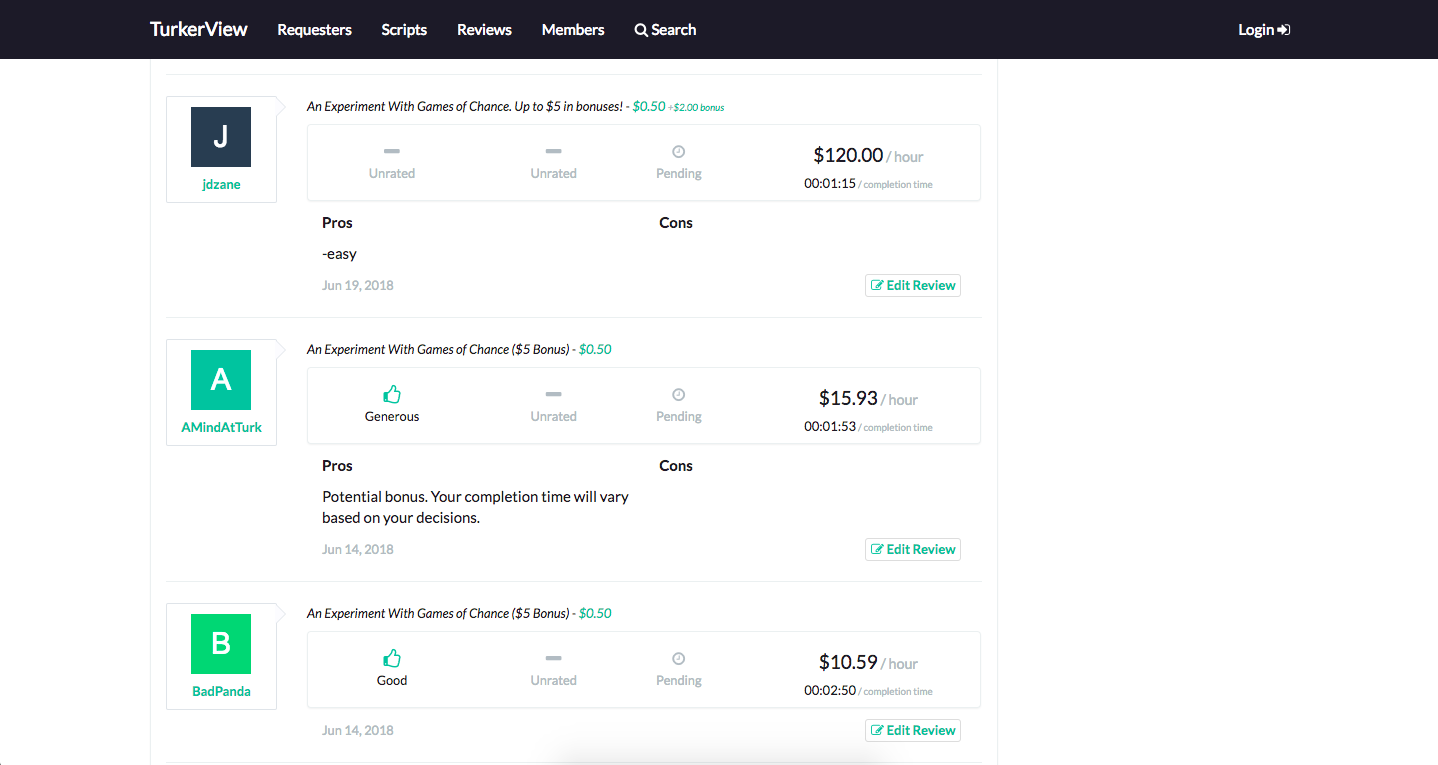 TurkerView Requesters Scripts Reviews Members Search Login
An Experiment With Games of Chance. Up to $5 in bonuses! - $0.50 +$2.00 bonus
J
jdzane
Unrated Unrated Pending
$120.00 / hour
00:01:15 / completion time
Pros Cons
-easy
Jun 19, 2018 Edit Review
An Experiment With Games of Chance ($5 Bonus) - $0.50
A
AMindAtTurk
Generous Unrated Pending
$15.93 / hour
00:01:53 / completion time
Pros Cons
Potential bonus. Your completion time will vary
based on your decisions.
Jun 14, 2018 Edit Review
An Experiment With Games of Chance ($5 Bonus) - $0.50
B
BadPanda
Good Unrated Pending
$10.59 / hour
00:02:50 / completion time
Jun 14, 2018 Edit Review